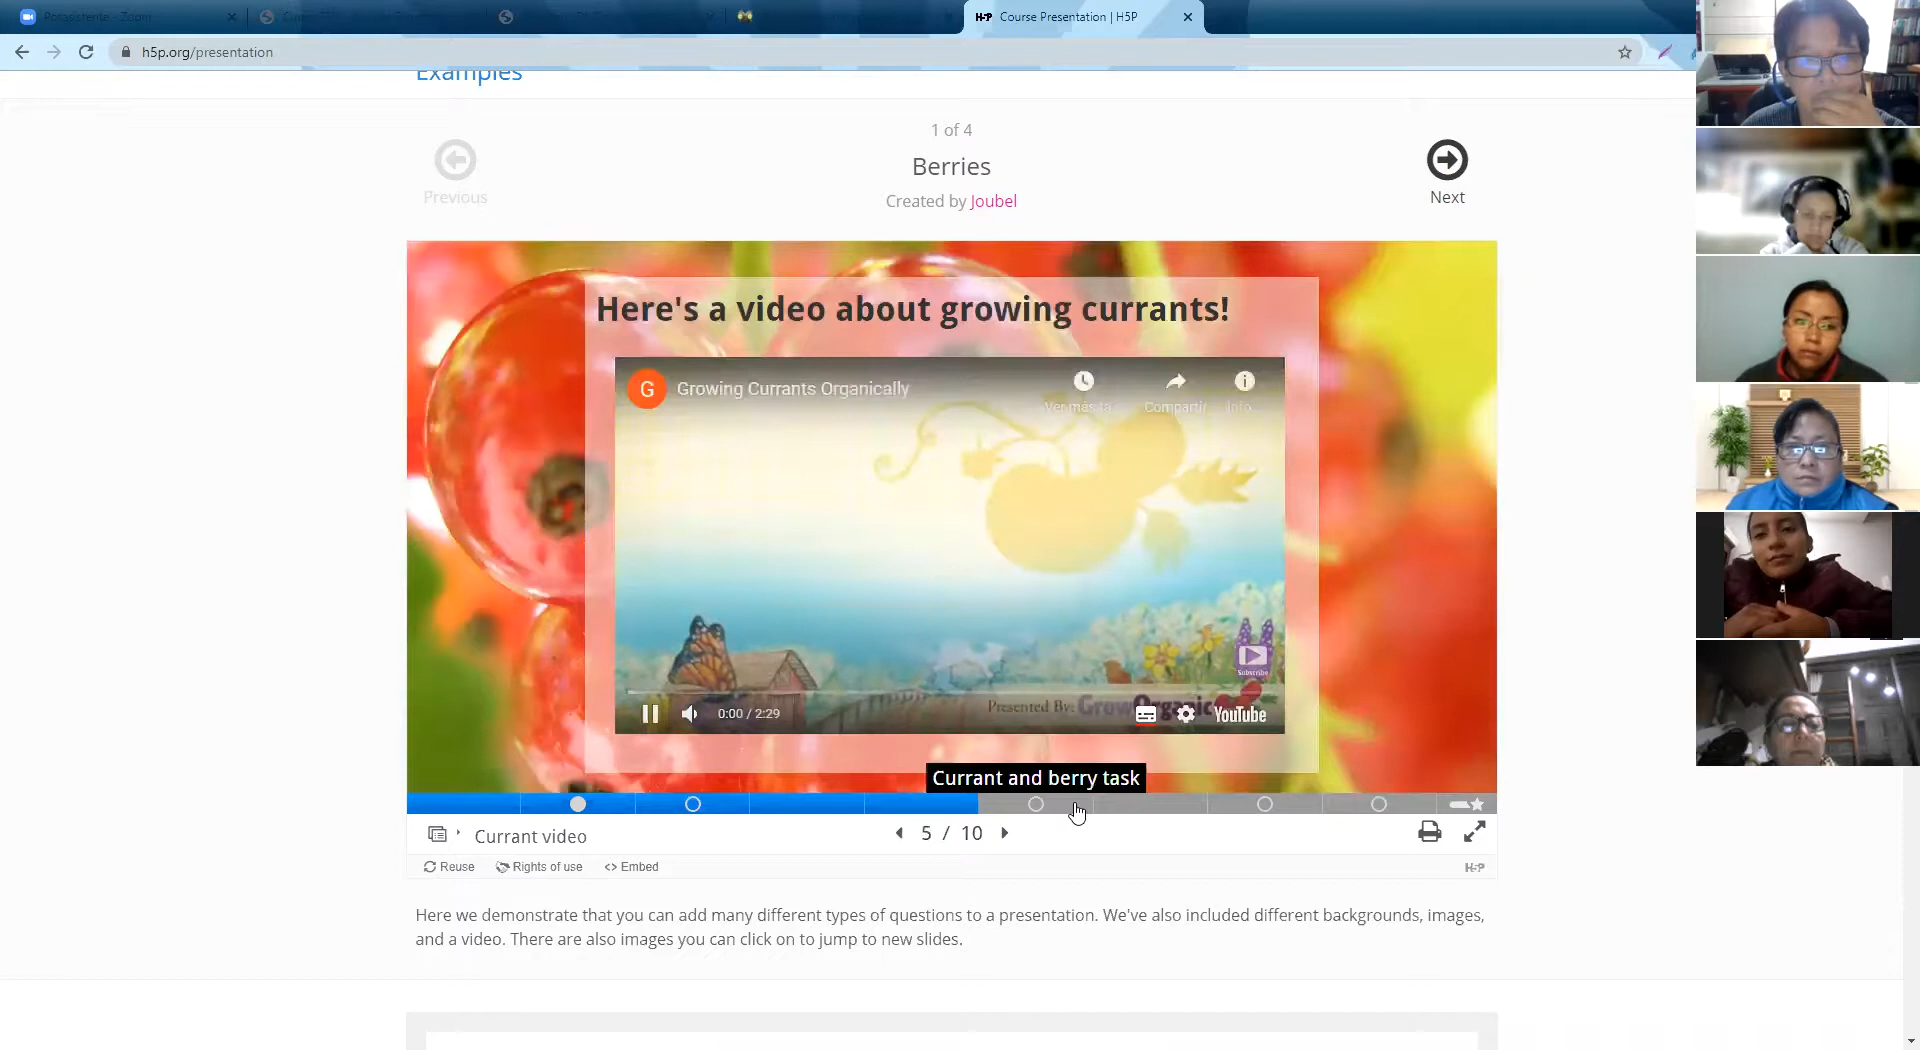 Course Presentation | H5P
h5p.org/presentation
Examples
1 of 4
Berries
Previous
Created by Joubel
Next
Here's a video about growing currants!
G
Growing Currants Organically
Compartir
Info
0:00 / 2:29
Presented By:
Subscribe
YouTube
Currant and berry task
Currant video
5 / 10
Reuse
Rights of use
<> Embed
H5P
Here we demonstrate that you can add many different types of questions to a presentation. We've also included different backgrounds, images,
and a video. There are also images you can click on to jump to new slides.